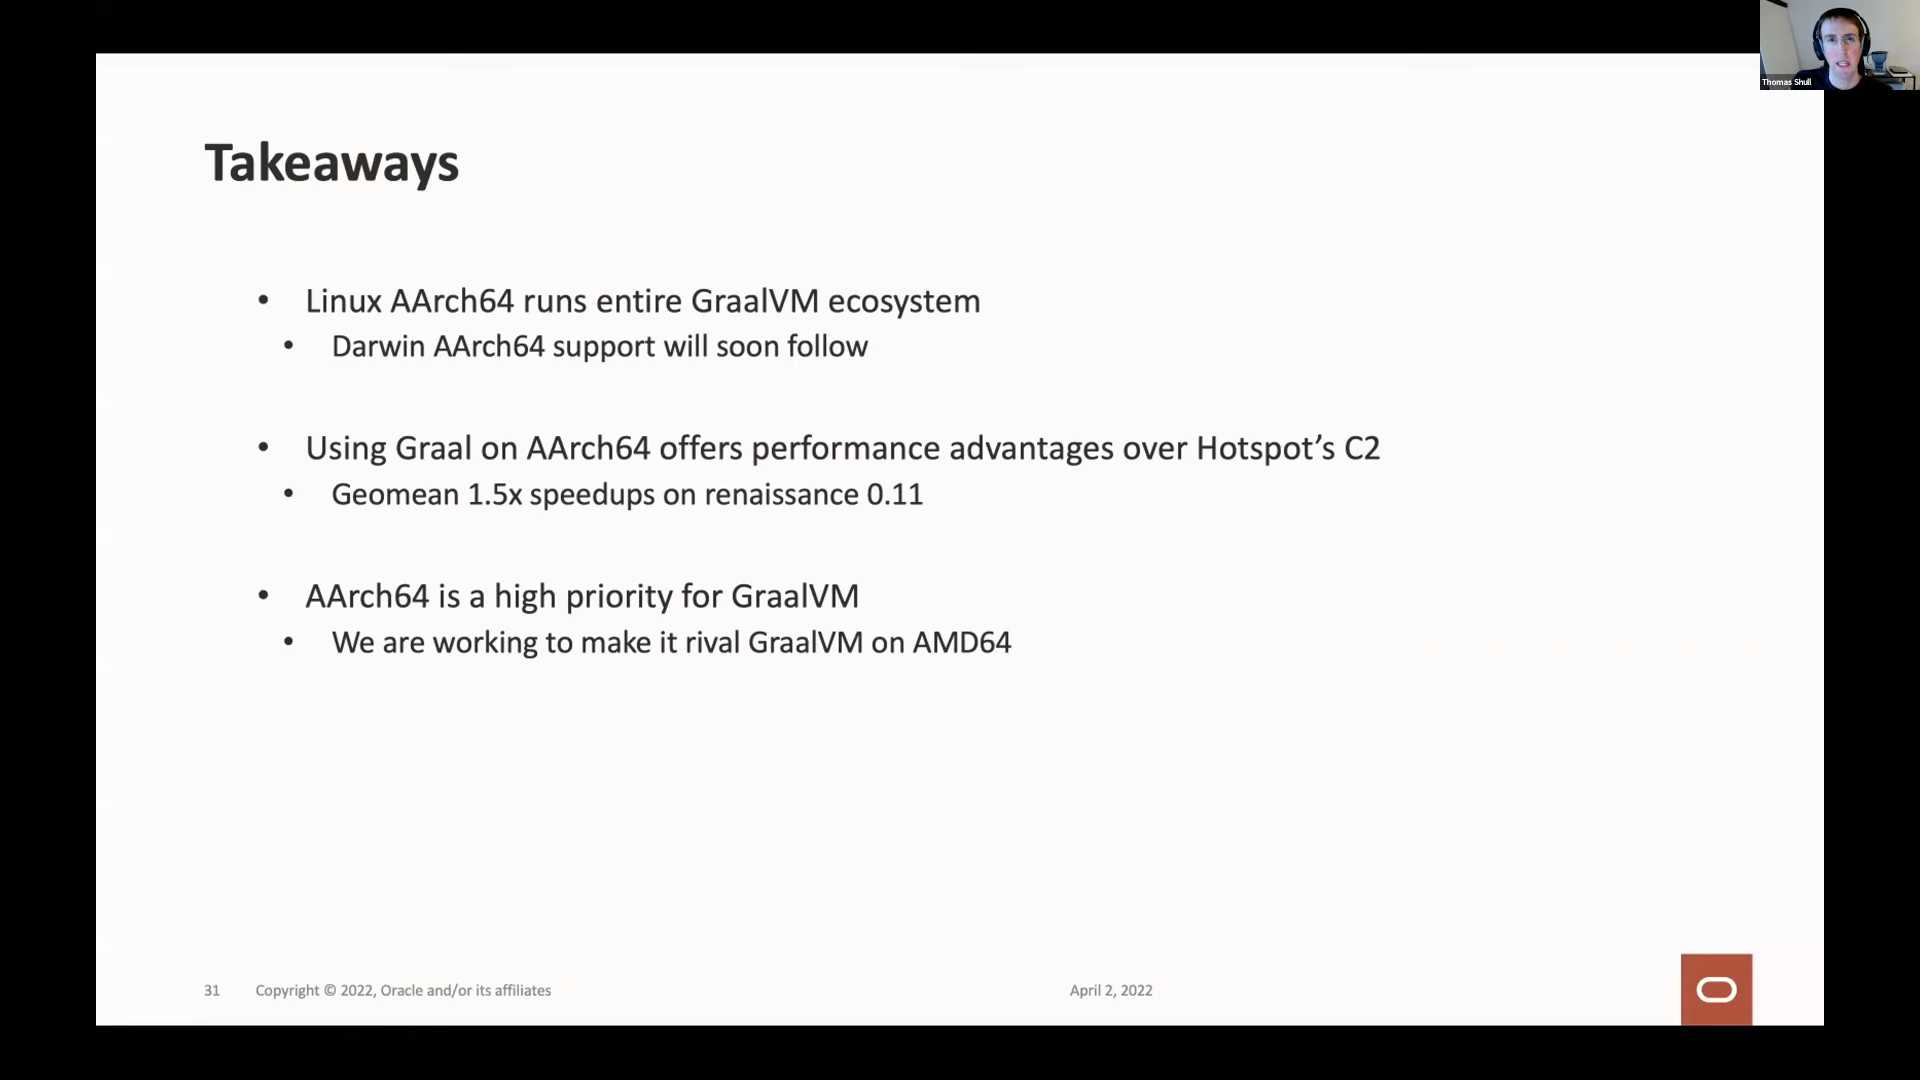 Thomas Shull
Takeaways
• Linux AArch64 runs entire GraalVM ecosystem
• Darwin AArch64 support will soon follow
• Using Graal on AArch64 offers performance advantages over Hotspot’s C2
• Geomean 1.5x speedups on renaissance 0.11
• AArch64 is a high priority for GraalVM
• We are working to make it rival GraalVM on AMD64
31 Copyright © 2022, Oracle and/or its affiliates April 2, 2022